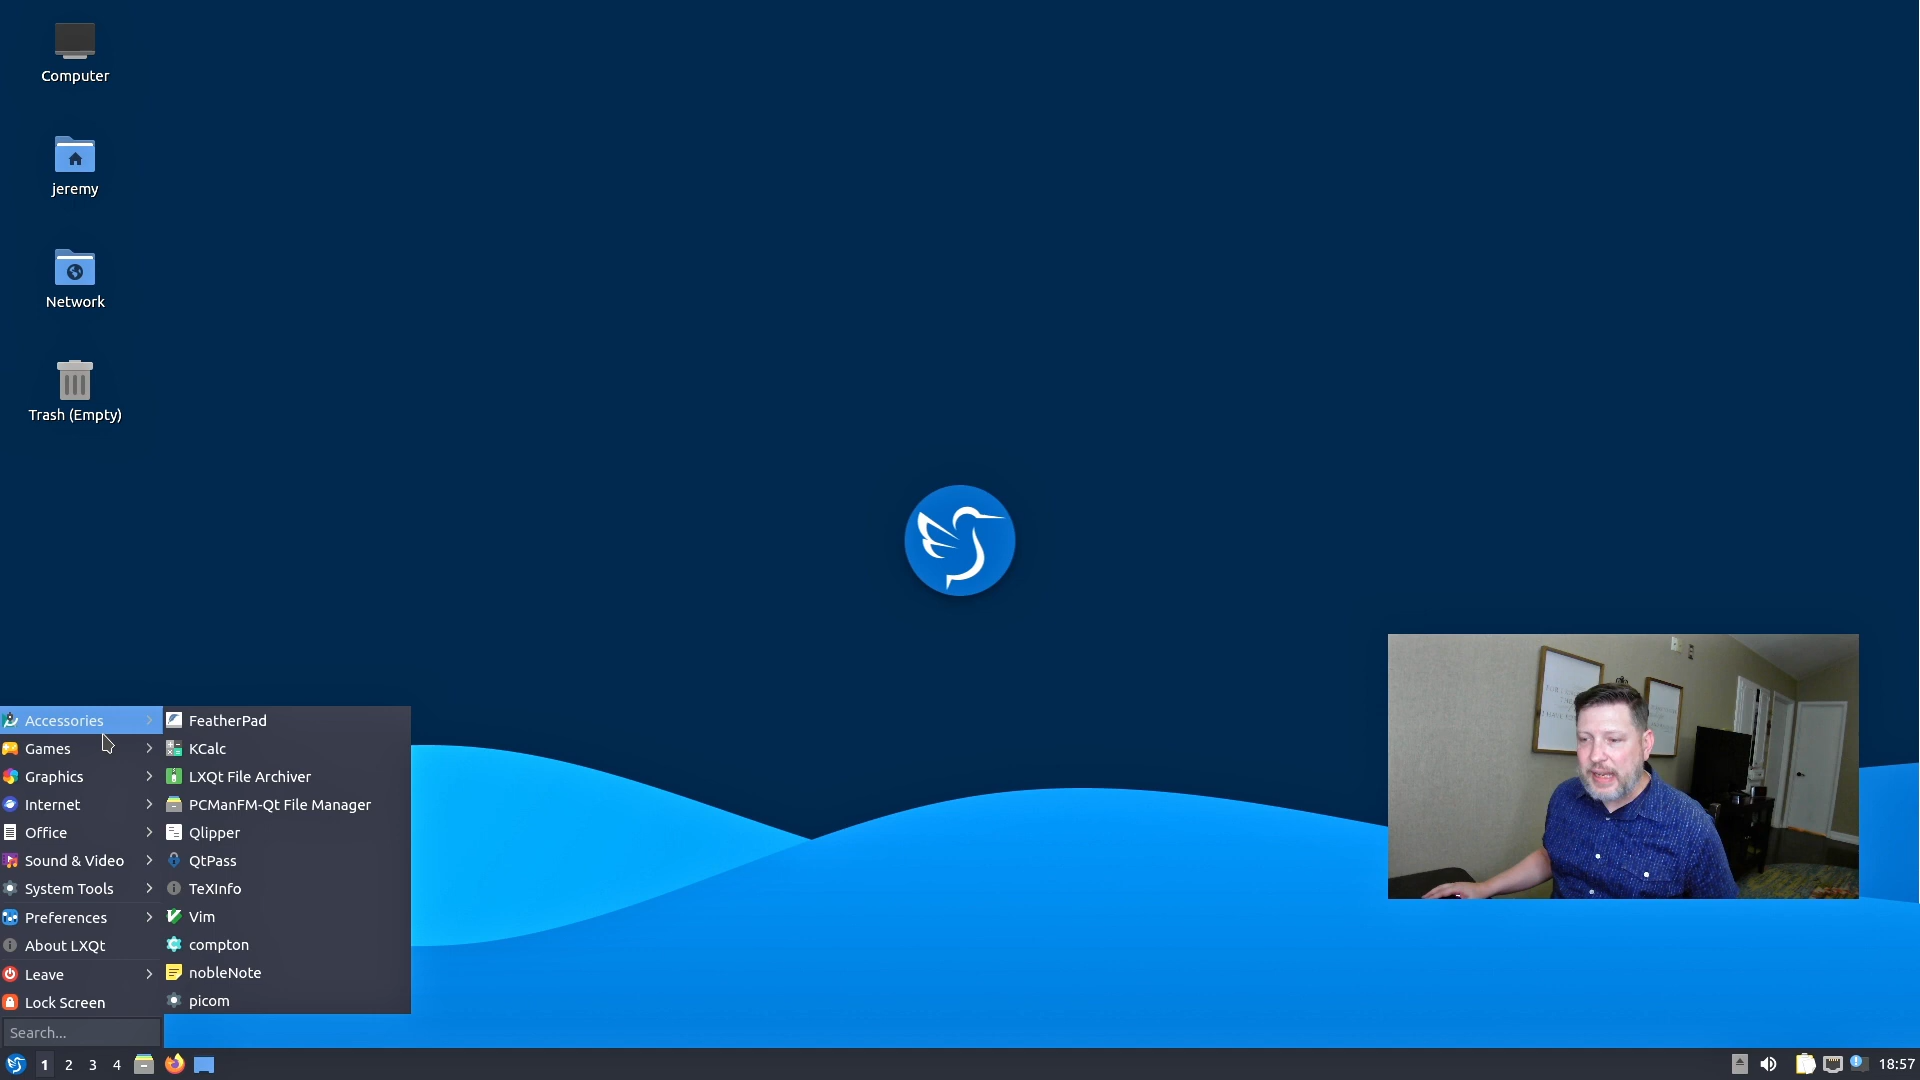 Computer
jeremy
Network
Trash (Empty)
Accessories
Games
Graphics
Internet
Office
Sound & Video
System Tools
Preferences
About LXQt
Leave
Lock Screen
Search...
FeatherPad
KCalc
LXQt File Archiver
PCManFM-Qt File Manager
Qlipper
QtPass
TeXInfo
Vim
compton
nobleNote
picom
1 2 3 4
18:57